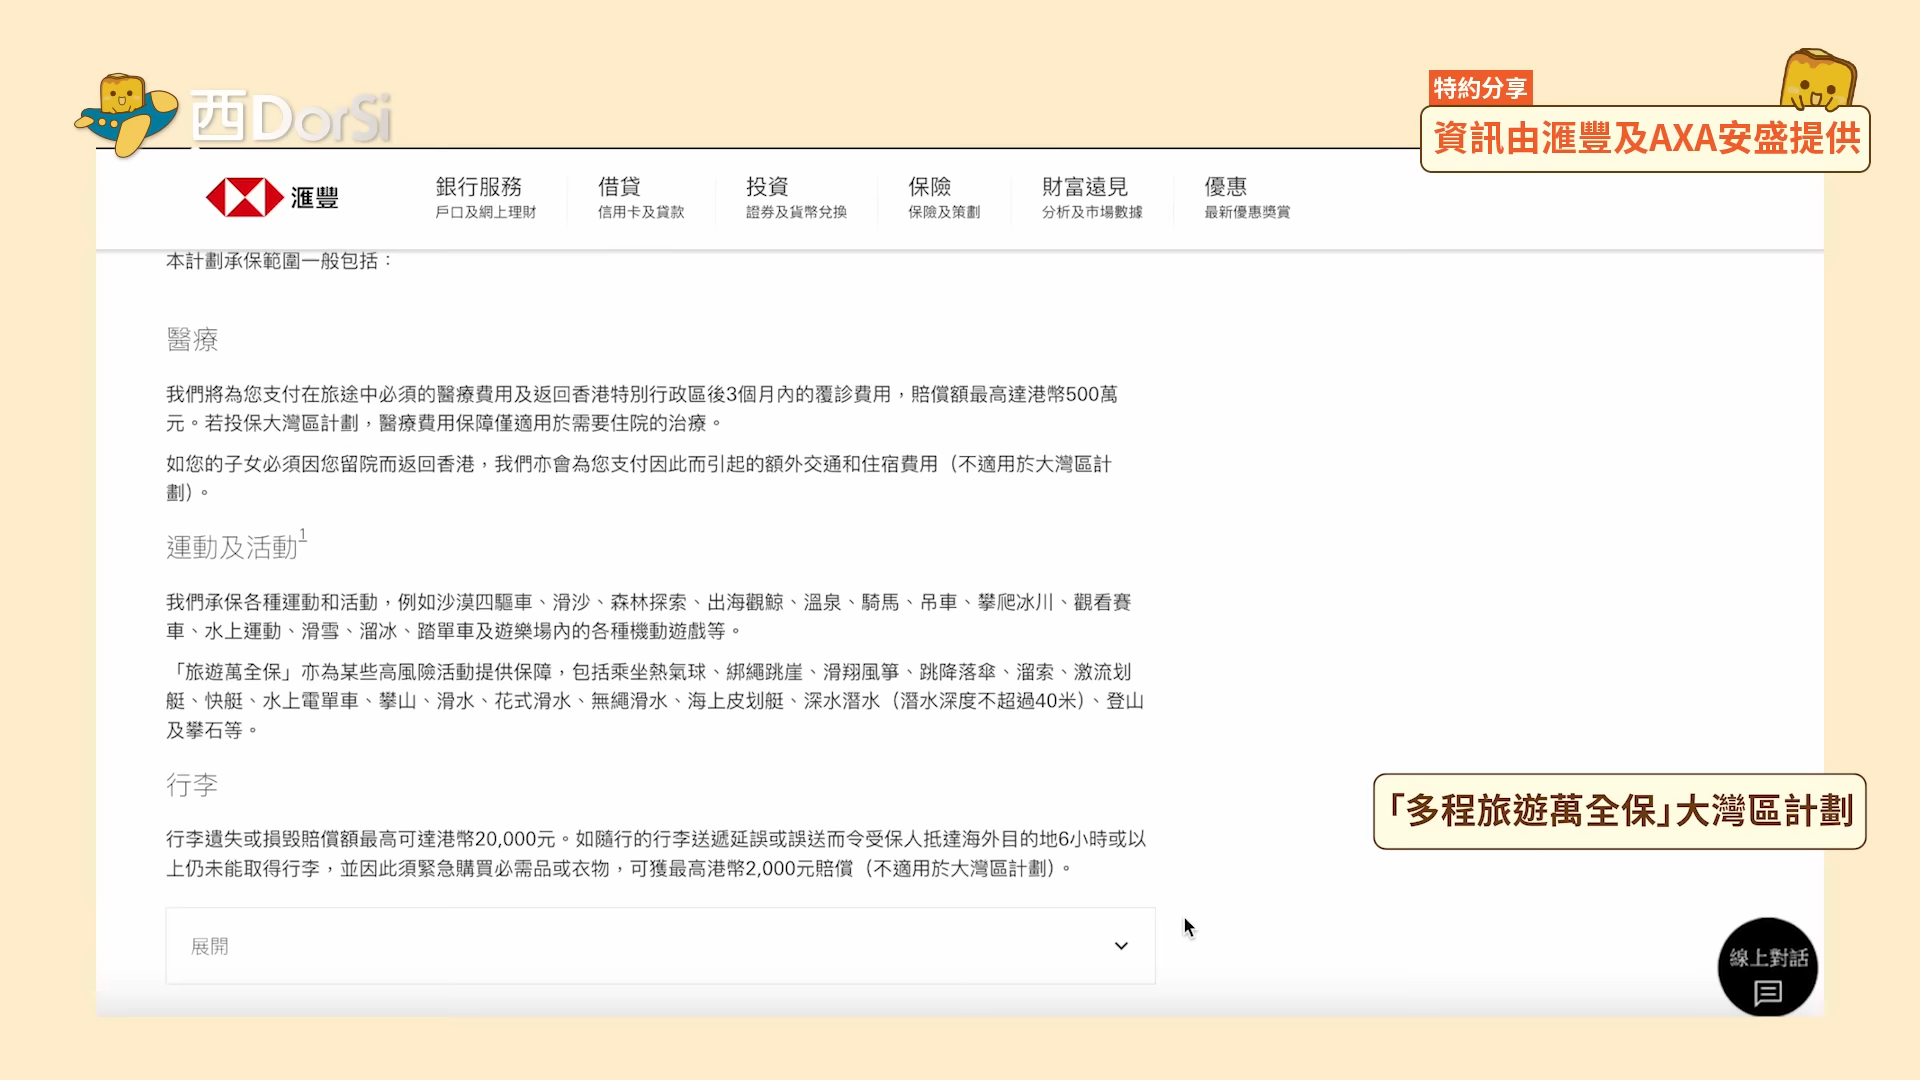 西DorSi
特約分享
資訊由滙豐及AXA安盛提供
滙豐
銀行服務
戶口及網上理財
借貸
信用卡及貸款
投資
證券及貨幣兌換
保險
保險及策劃
財富遠見
分析及市場數據
優惠
最新優惠獎賞
本計劃承保範圍一般包括：
醫療
我們將為您支付在旅途中必須的醫療費用及返回香港特別行政區後3個月內的覆診費用，賠償額最高達港幣500萬
元。若投保大灣區計劃，醫療費用保障僅適用於需要住院的治療。
如您的子女必須因您留院而返回香港，我們亦會為您支付因此而引起的額外交通和住宿費用（不適用於大灣區計
劃）。
運動及活動1
我們承保各種運動和活動，例如沙漠四驅車、滑沙、森林探索、出海觀鯨、溫泉、騎馬、吊車、攀爬冰川、觀看賽
車、水上運動、滑雪、溜冰、踏單車及遊樂場內的各種機動遊戲等。
「旅遊萬全保」亦為某些高風險活動提供保障，包括乘坐熱氣球、綁繩跳崖、滑翔風箏、跳降落傘、溜索、激流划
艇、快艇、水上電單車、攀山、滑水、花式滑水、無繩滑水、海上皮划艇、深水潛水（潛水深度不超過40米）、登山
及攀石等。
行李
行李遺失或損毀賠償額最高可達港幣20,000元。如隨行的行李送遞延誤或誤送而令受保人抵達海外目的地6小時或以
上仍未能取得行李，並因此須緊急購買必需品或衣物，可獲最高港幣2,000元賠償（不適用於大灣區計劃）。
「多程旅遊萬全保」大灣區計劃
展開
線上對話